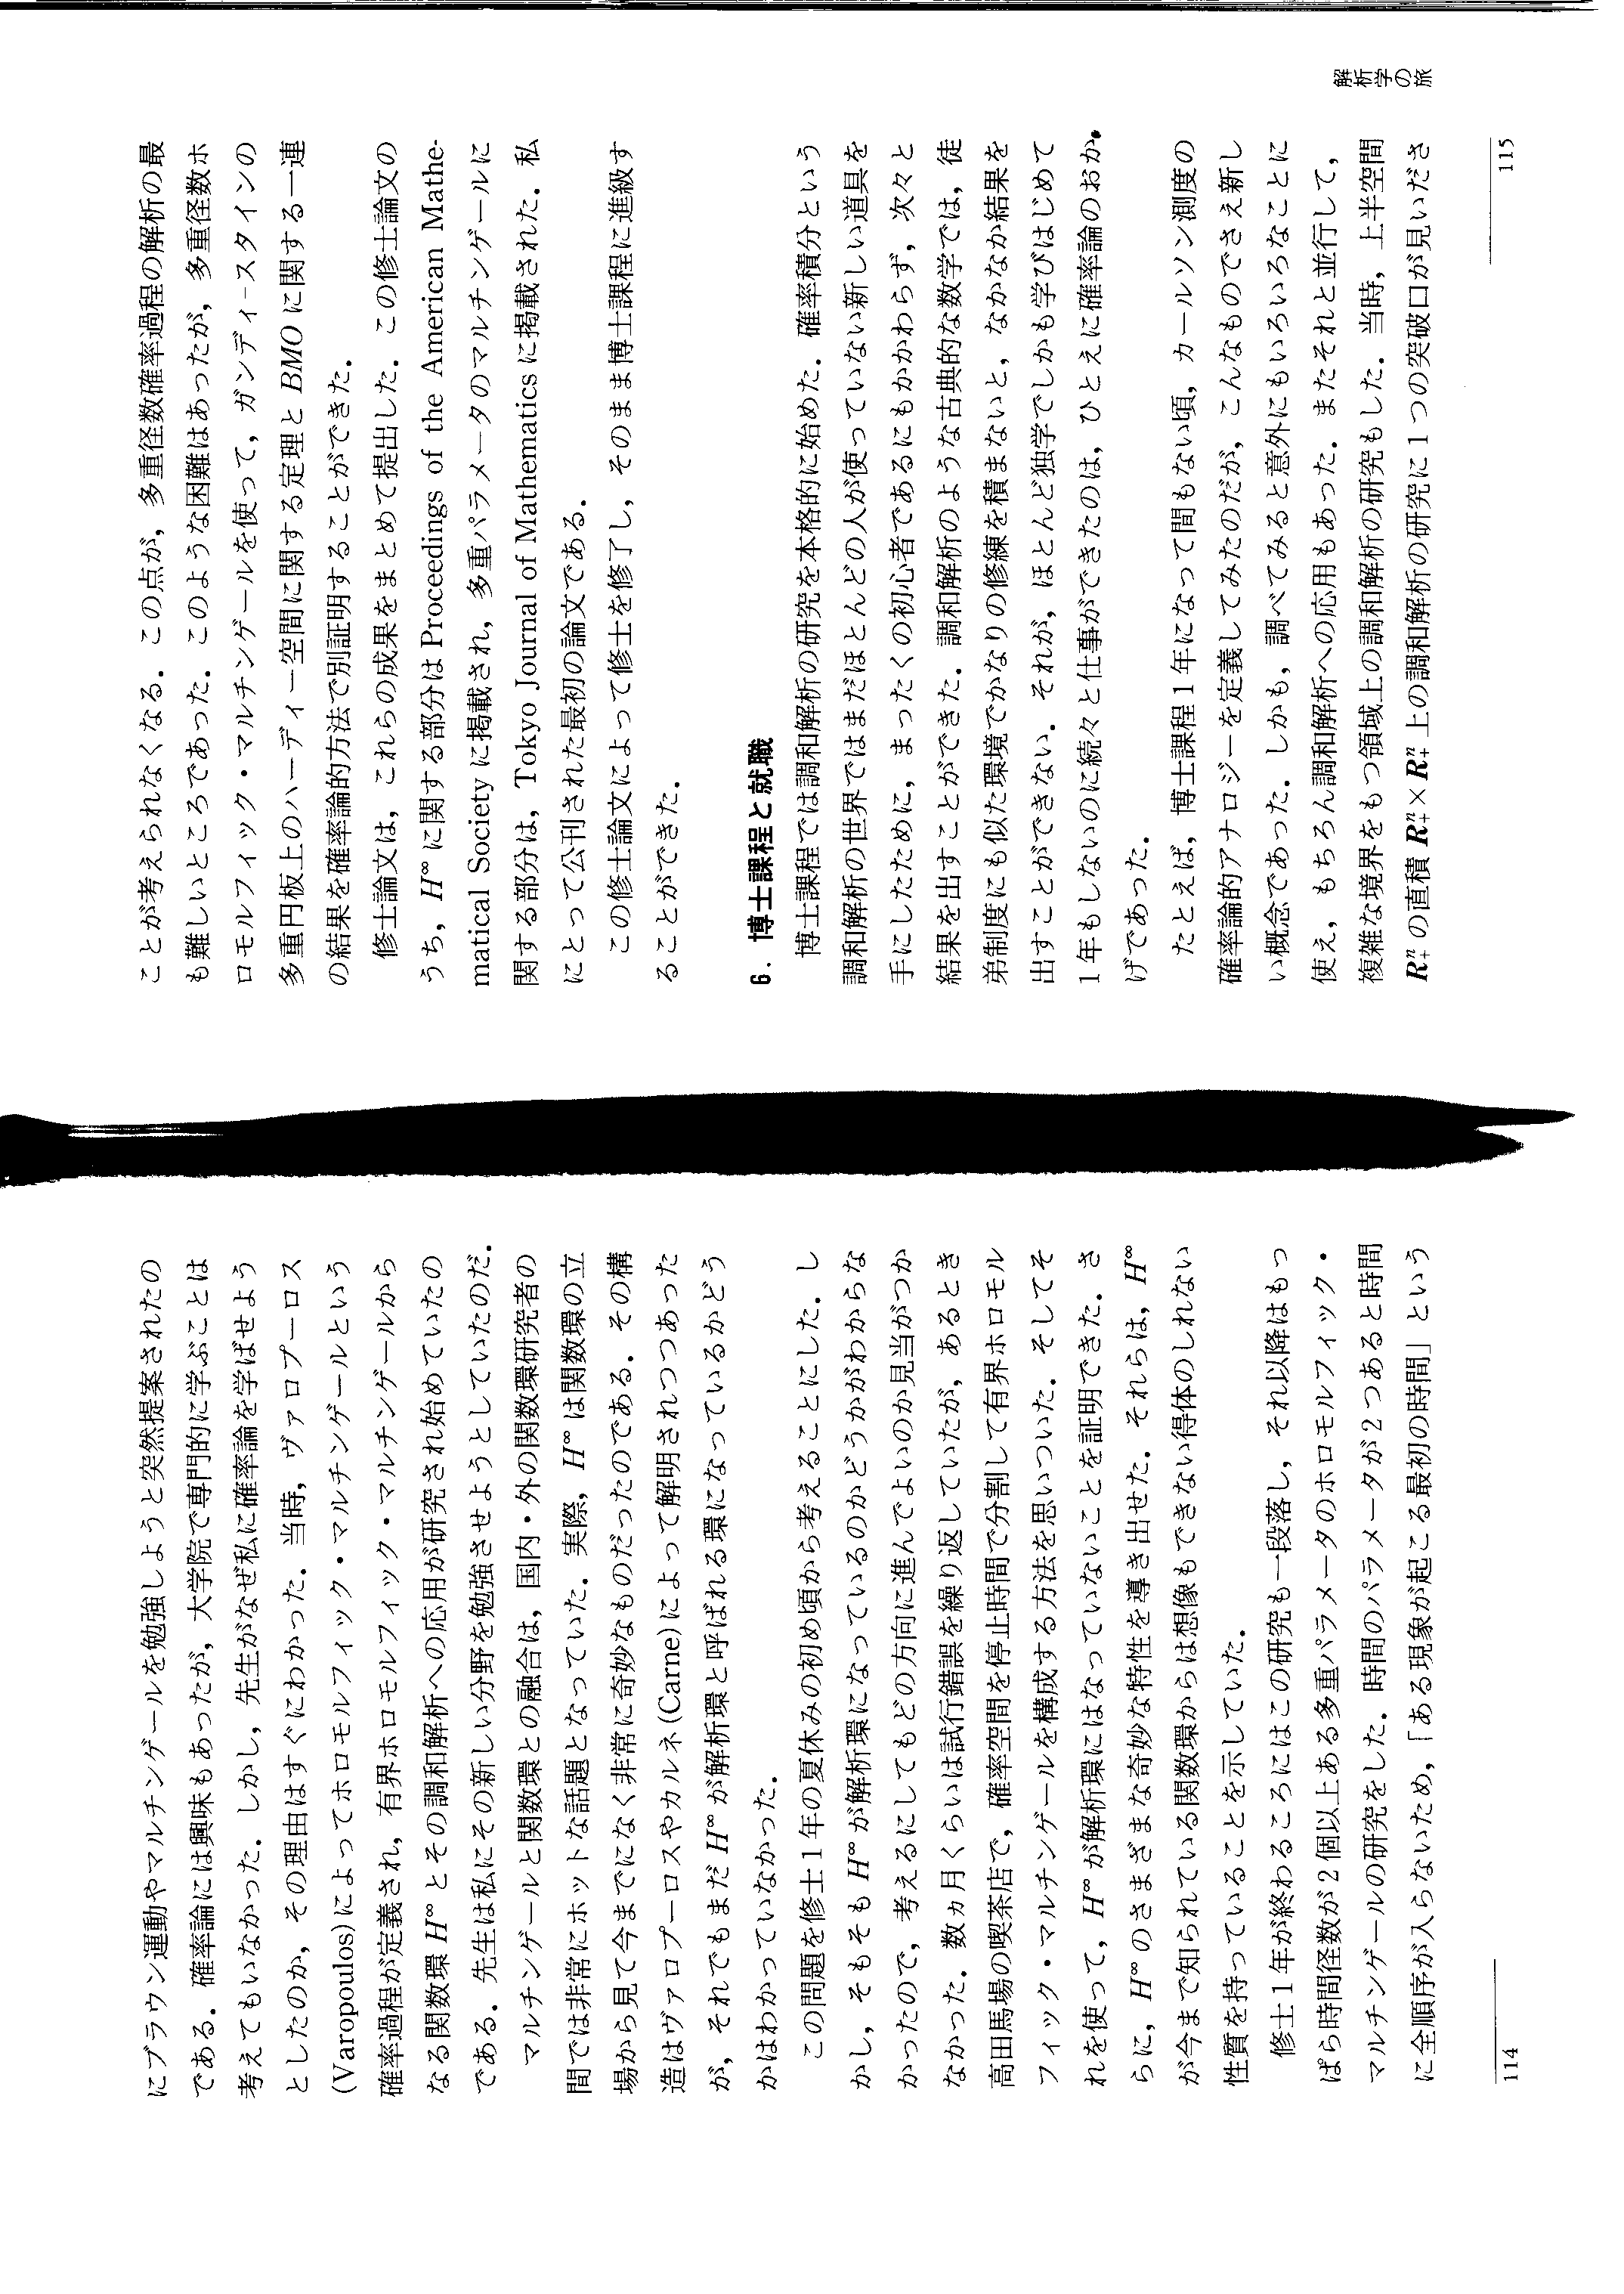 にブラウン運動やマルチンゲールを勉強しようと突然提案されたの
である．確率論には興味もあったが，大学院で専門的に学ぶことは
考えてもいなかった．しかし，先生がなぜ私に確率論を学ばせよう
としたのか，その理由はすぐにわかった．当時，ヴァロプーロス
(Varopoulos)によってホロモルフィック・マルチンゲールという
確率過程が定義され，有界ホロモルフィック・マルチンゲールから
なる関数環 H∞ とその調和解析への応用が研究され始めていたの
である．先生は私にその新しい分野を勉強させようとしていたのだ．
マルチンゲールと関数環との融合は，国内・外の関数環研究者の
間では非常にホットな話題となっていた．実際，H∞ は関数環の立
場から見て今までになく非常に奇妙なものだったのである．その構
造はヴァロプーロスやカルネ(Carne)によって解明されつつあった
が，それでもまだ H∞ が解析環と呼ばれる環になっているかどう
かはわかっていなかった．
この問題を修士1年の夏休みの初め頃から考えることにした．し
かし，そもそも H∞ が解析環になっているのかどうかがわからな
かったので，考えるにしてもどの方向に進んでよいのか見当がつか
なかった．数ヵ月くらいは試行錯誤を繰り返していたが，あるとき
高田馬場の喫茶店で，確率空間を停止時間で分割して有界ホロモル
フィック・マルチンゲールを構成する方法を思いついた．そしてそ
れを使って，H∞ が解析環にはなっていないことを証明できた．さ
らに，H∞ のさまざまな奇妙な特性を導き出せた．それらは，H∞
が今まで知られている関数環からは想像もできない得体のしれない
性質を持っていることを示していた．
修士1年が終わるころにはこの研究も一段落し，それ以降はもっ
ぱら時間径数が2個以上ある多重パラメータのホロモルフィック・
マルチンゲールの研究をした．時間のパラメータが2つあると時間
に全順序が入らないため，「ある現象が起こる最初の時間」という
114
ことが考えられなくなる．この点が，多重径数確率過程の解析の最
も難しいところであった．このような困難はあったが，多重径数ホ
ロモルフィック・マルチンゲールを使って，ガンディ-スタインの
多重円板上のハーディー空間に関する定理と BMO に関する一連
の結果を確率論的方法で別証明することができた．
修士論文は，これらの成果をまとめて提出した．この修士論文の
うち，H∞ に関する部分は Proceedings of the American Mathe-
matical Society に掲載され，多重パラメータのマルチンゲールに
関する部分は，Tokyo Journal of Mathematics に掲載された．私
にとって公刊された最初の論文である．
この修士論文によって修士を修了し，そのまま博士課程に進級す
ることができた．
6．博士課程と就職
博士課程では調和解析の研究を本格的に始めた．確率積分という
調和解析の世界ではまだほとんどの人が使っていない新しい道具を
手にしたために，まったくの初心者であるにもかかわらず，次々と
結果を出すことができた．調和解析のような古典的な数学では，徒
弟制度にも似た環境でかなりの修練を積まないと，なかなか結果を
出すことができない．それが，ほとんど独学でしかも学びはじめて
1年もしないのに続々と仕事ができたのは，ひとえに確率論のおか
げであった．
たとえば，博士課程1年になって間もない頃，カールソン測度の
確率論的アナロジーを定義してみたのだが，こんなものでさえ新し
い概念であった．しかも，調べてみると意外にもいろいろなことに
使え，もちろん調和解析への応用もあった．またそれと並行して，
複雑な境界をもつ領域上の調和解析の研究もした．当時，上半空間
R₊ⁿ の直積 R₊ⁿ×R₊ⁿ 上の調和解析の研究に1つの突破口が見いださ
解析学の旅
115